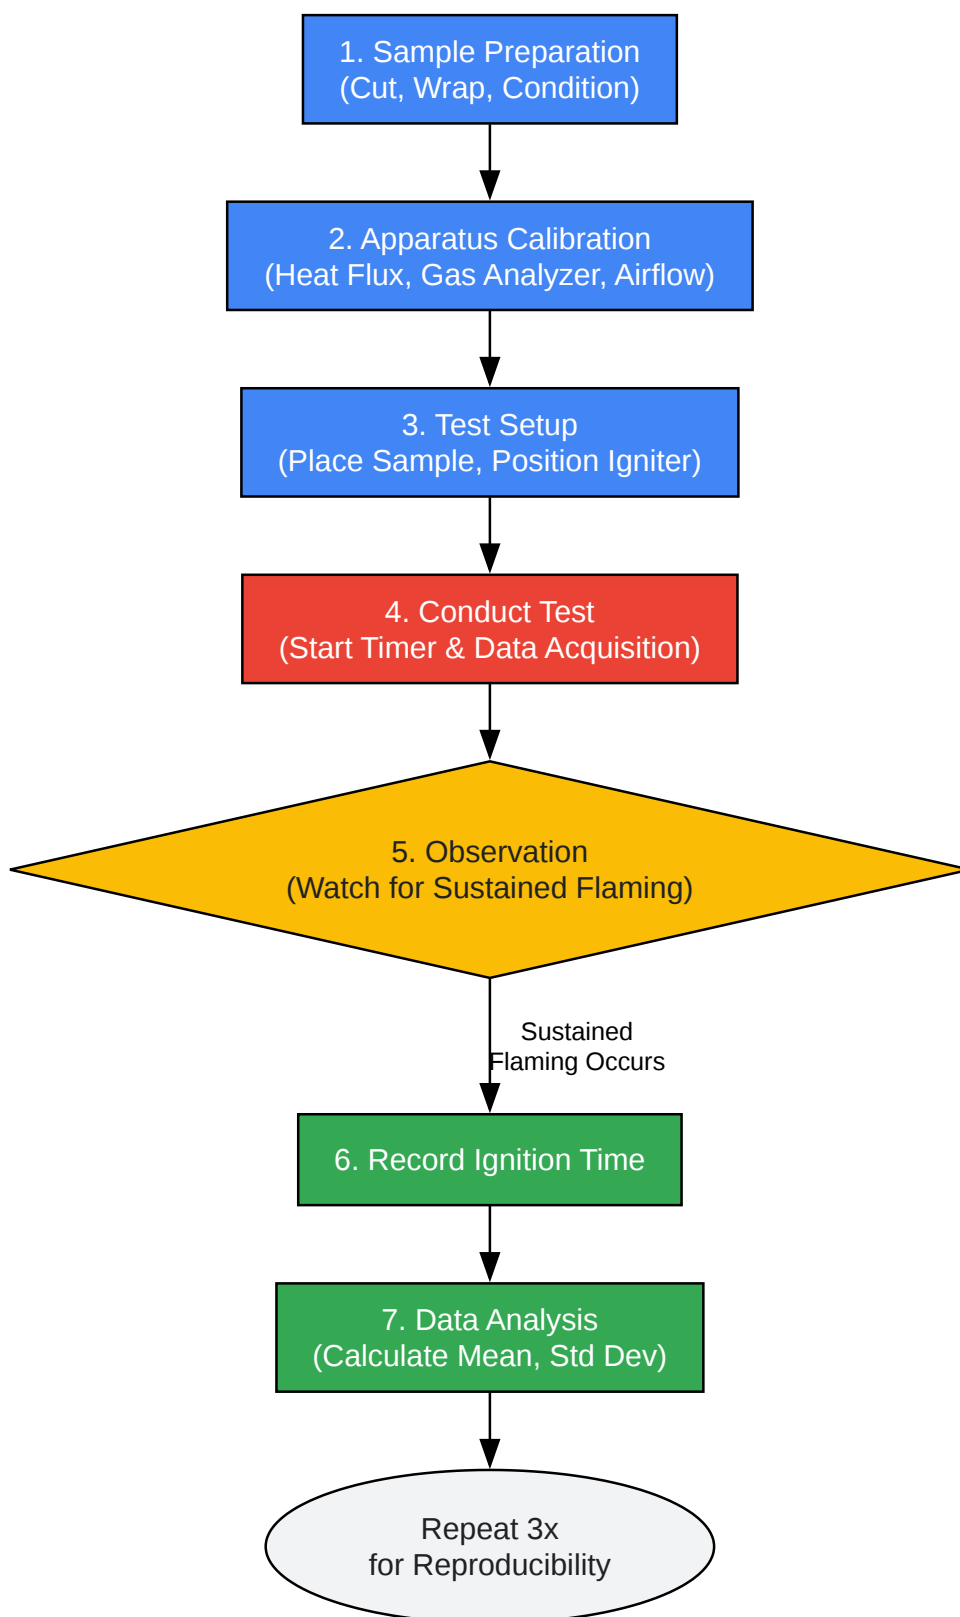 1. Sample Preparation
(Cut, Wrap, Condition)
2. Apparatus Calibration
(Heat Flux, Gas Analyzer, Airflow)
3. Test Setup
(Place Sample, Position Igniter)
4. Conduct Test
(Start Timer & Data Acquisition)
5. Observation
(Watch for Sustained Flaming)
Sustained
Flaming Occurs
6. Record Ignition Time
7. Data Analysis
(Calculate Mean, Std Dev)
Repeat 3x
for Reproducibility